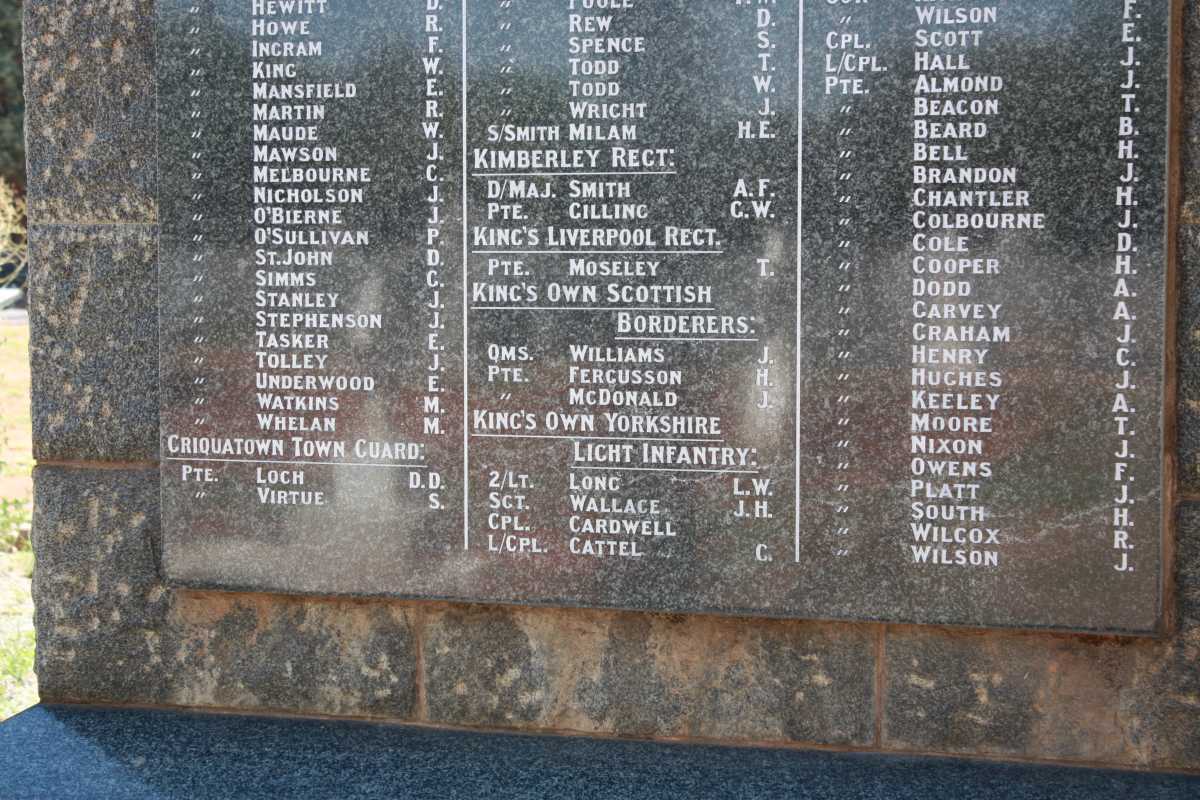 HEWITT D.
〃 HOWE R.
〃 INGRAM F.
〃 KING W.
〃 MANSFIELD E.
〃 MARTIN R.
〃 MAUDE W.
〃 MAWSON J.
〃 MELBOURNE C.
〃 NICHOLSON J.
〃 O'BIERNE J.
〃 O'SULLIVAN P.
〃 ST.JOHN D.
〃 SIMMS C.
〃 STANLEY J.
〃 STEPHENSON J.
〃 TASKER E.
〃 TOLLEY J.
〃 UNDERWOOD E.
〃 WATKINS M.
〃 WHELAN M.
GRIQUATOWN TOWN GUARD:
PTE. LOCH D.D.
〃 VIRTUE S.
〃 POOLE
〃 REW D.
〃 SPENCE S.
〃 TODD T.
〃 TODD W.
〃 WRIGHT J.
S/SMITH MILAM H.E.
KIMBERLEY REGT:
D/MAJ. SMITH A.F.
PTE. GILLING C.W.
KING'S LIVERPOOL REGT.
PTE. MOSELEY T.
KING'S OWN SCOTTISH
BORDERERS:
QMS. WILLIAMS J.
PTE. FERGUSSON H.
〃 MCDONALD J.
KING'S OWN YORKSHIRE
LIGHT INFANTRY:
2/LT. LONG L.W.
SGT. WALLACE J.H.
CPL. CARDWELL
L/CPL. CATTEL C.
F.
〃 WILSON E.
CPL. SCOTT J.
L/CPL. HALL J.
PTE. ALMOND J.
〃 BEACON T.
〃 BEARD B.
〃 BELL H.
〃 BRANDON J.
〃 CHANTLER H.
〃 COLBOURNE J.
〃 COLE D.
〃 COOPER H.
〃 DODD A.
〃 GARVEY A.
〃 GRAHAM J.
〃 HENRY C.
〃 HUGHES J.
〃 KEELEY A.
〃 MOORE T.
〃 NIXON J.
〃 OWENS F.
〃 PLATT J.
〃 SOUTH H.
〃 WILCOX R.
〃 WILSON J.